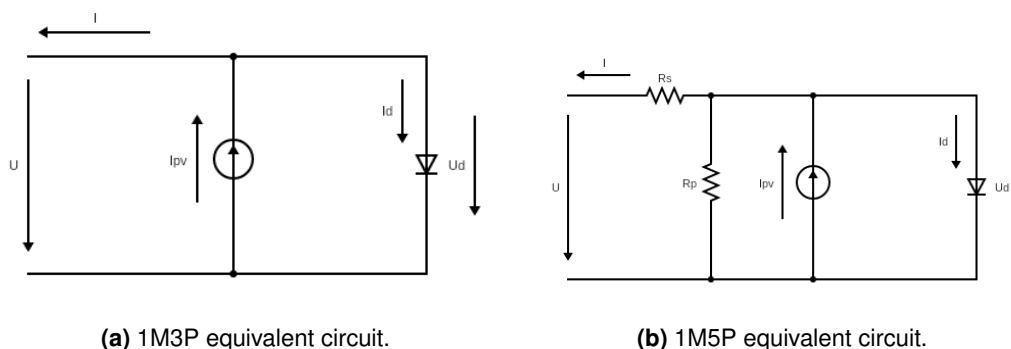 I
U
Ipv
Id
Ud
(a) 1M3P equivalent circuit.
I
Rs
U
Rp
Ipv
Id
Ud
(b) 1M5P equivalent circuit.